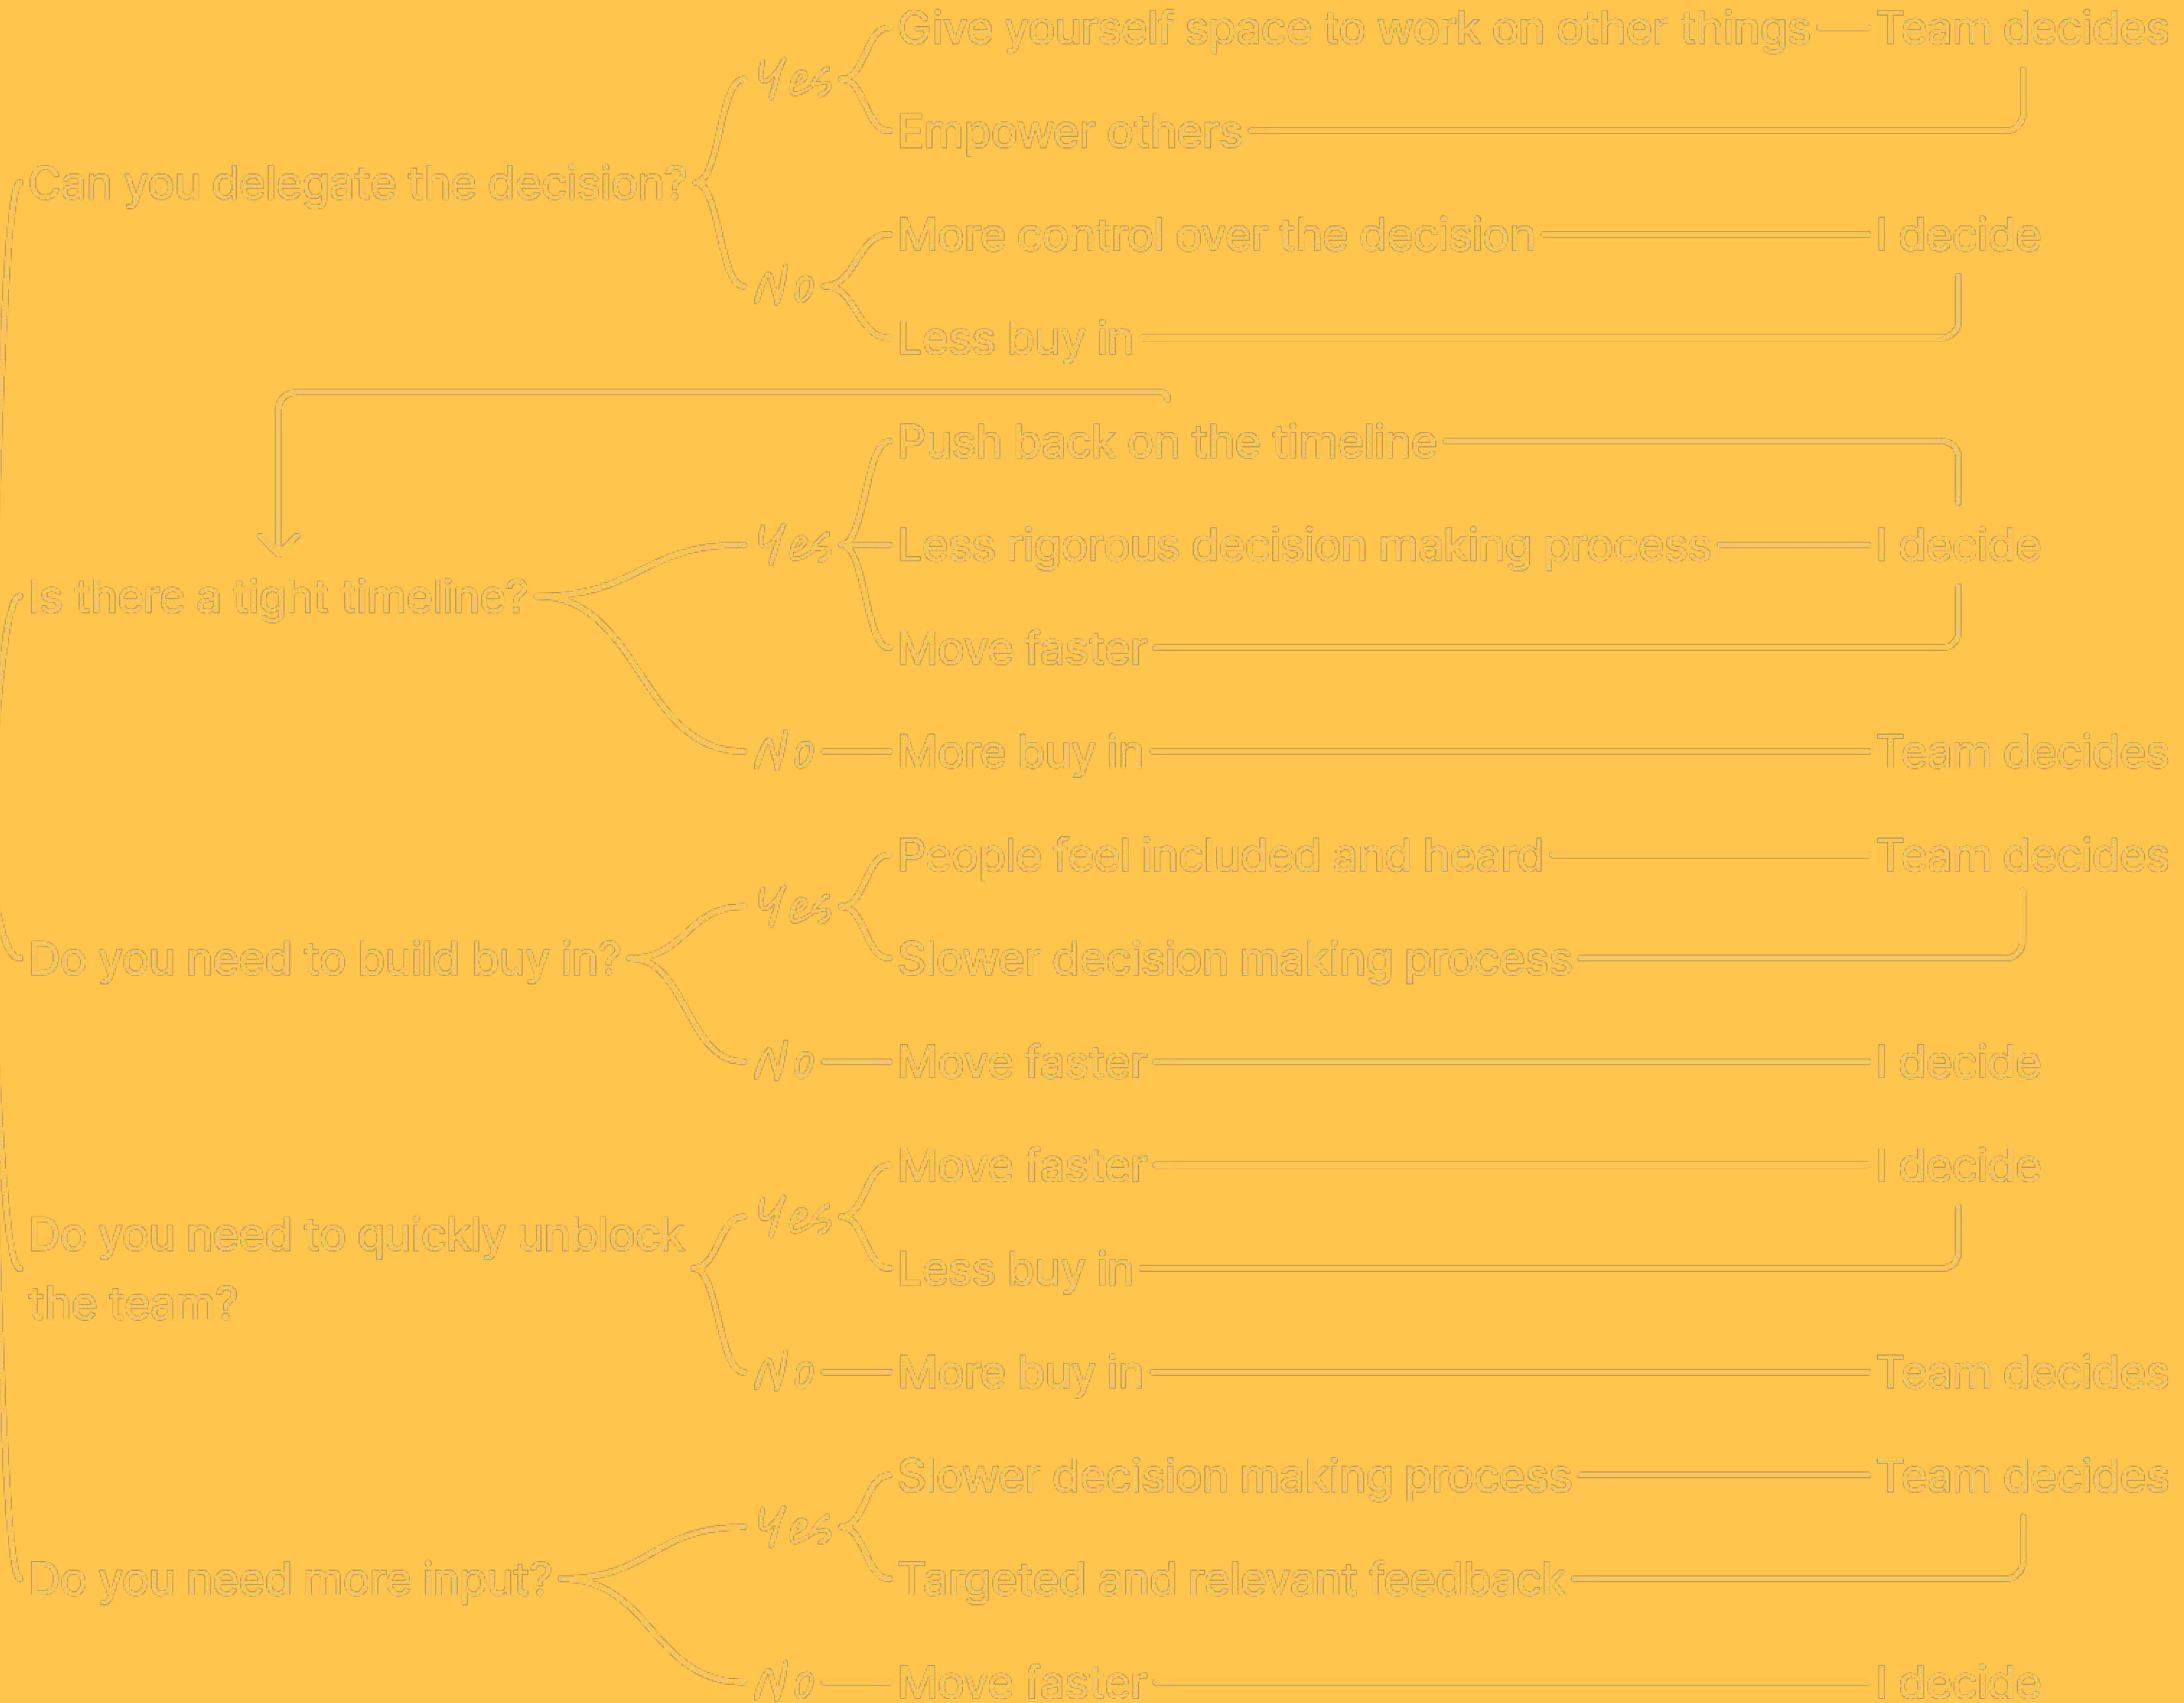 Give yourself space to work on other things
Team decides
Yes
Empower others
Can you delegate the decision?
More control over the decision
I decide
No
Less buy in
Push back on the timeline
Yes
Less rigorous decision making process
I decide
Is there a tight timeline?
Move faster
No
More buy in
Team decides
People feel included and heard
Team decides
Yes
Do you need to build buy in?
Slower decision making process
No
Move faster
I decide
Move faster
I decide
Yes
Do you need to quickly unblock
the team?
Less buy in
No
More buy in
Team decides
Slower decision making process
Team decides
Yes
Do you need more input?
Targeted and relevant feedback
No
Move faster
I decide